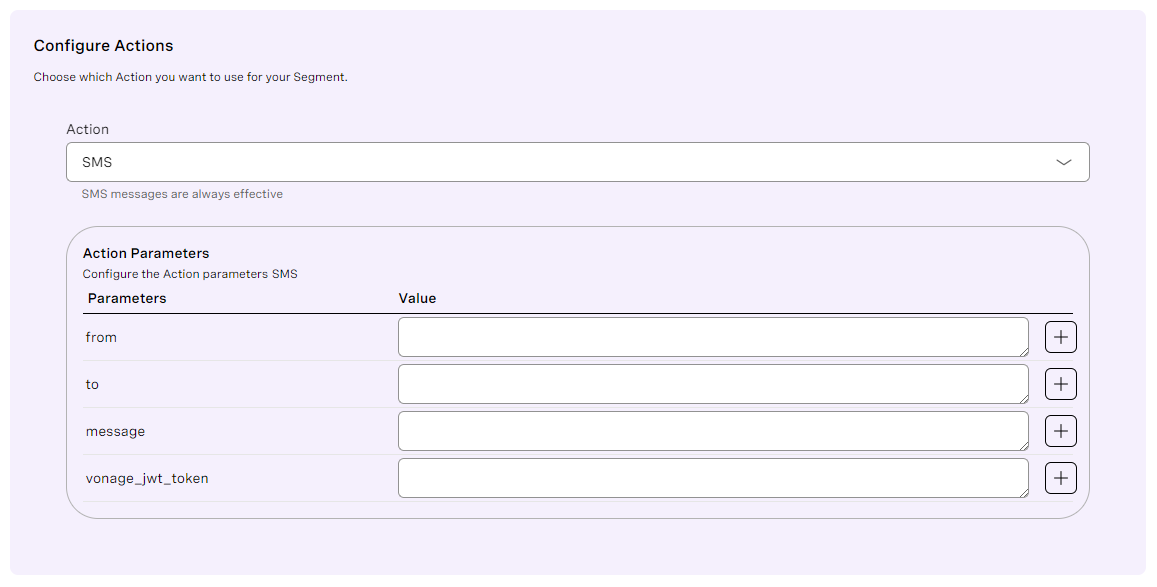 Configure Actions
Choose which Action you want to use for your Segment.
Action
SMS
SMS messages are always effective
Action Parameters
Configure the Action parameters SMS
Parameters Value
from
to
message
vonage_jwt_token